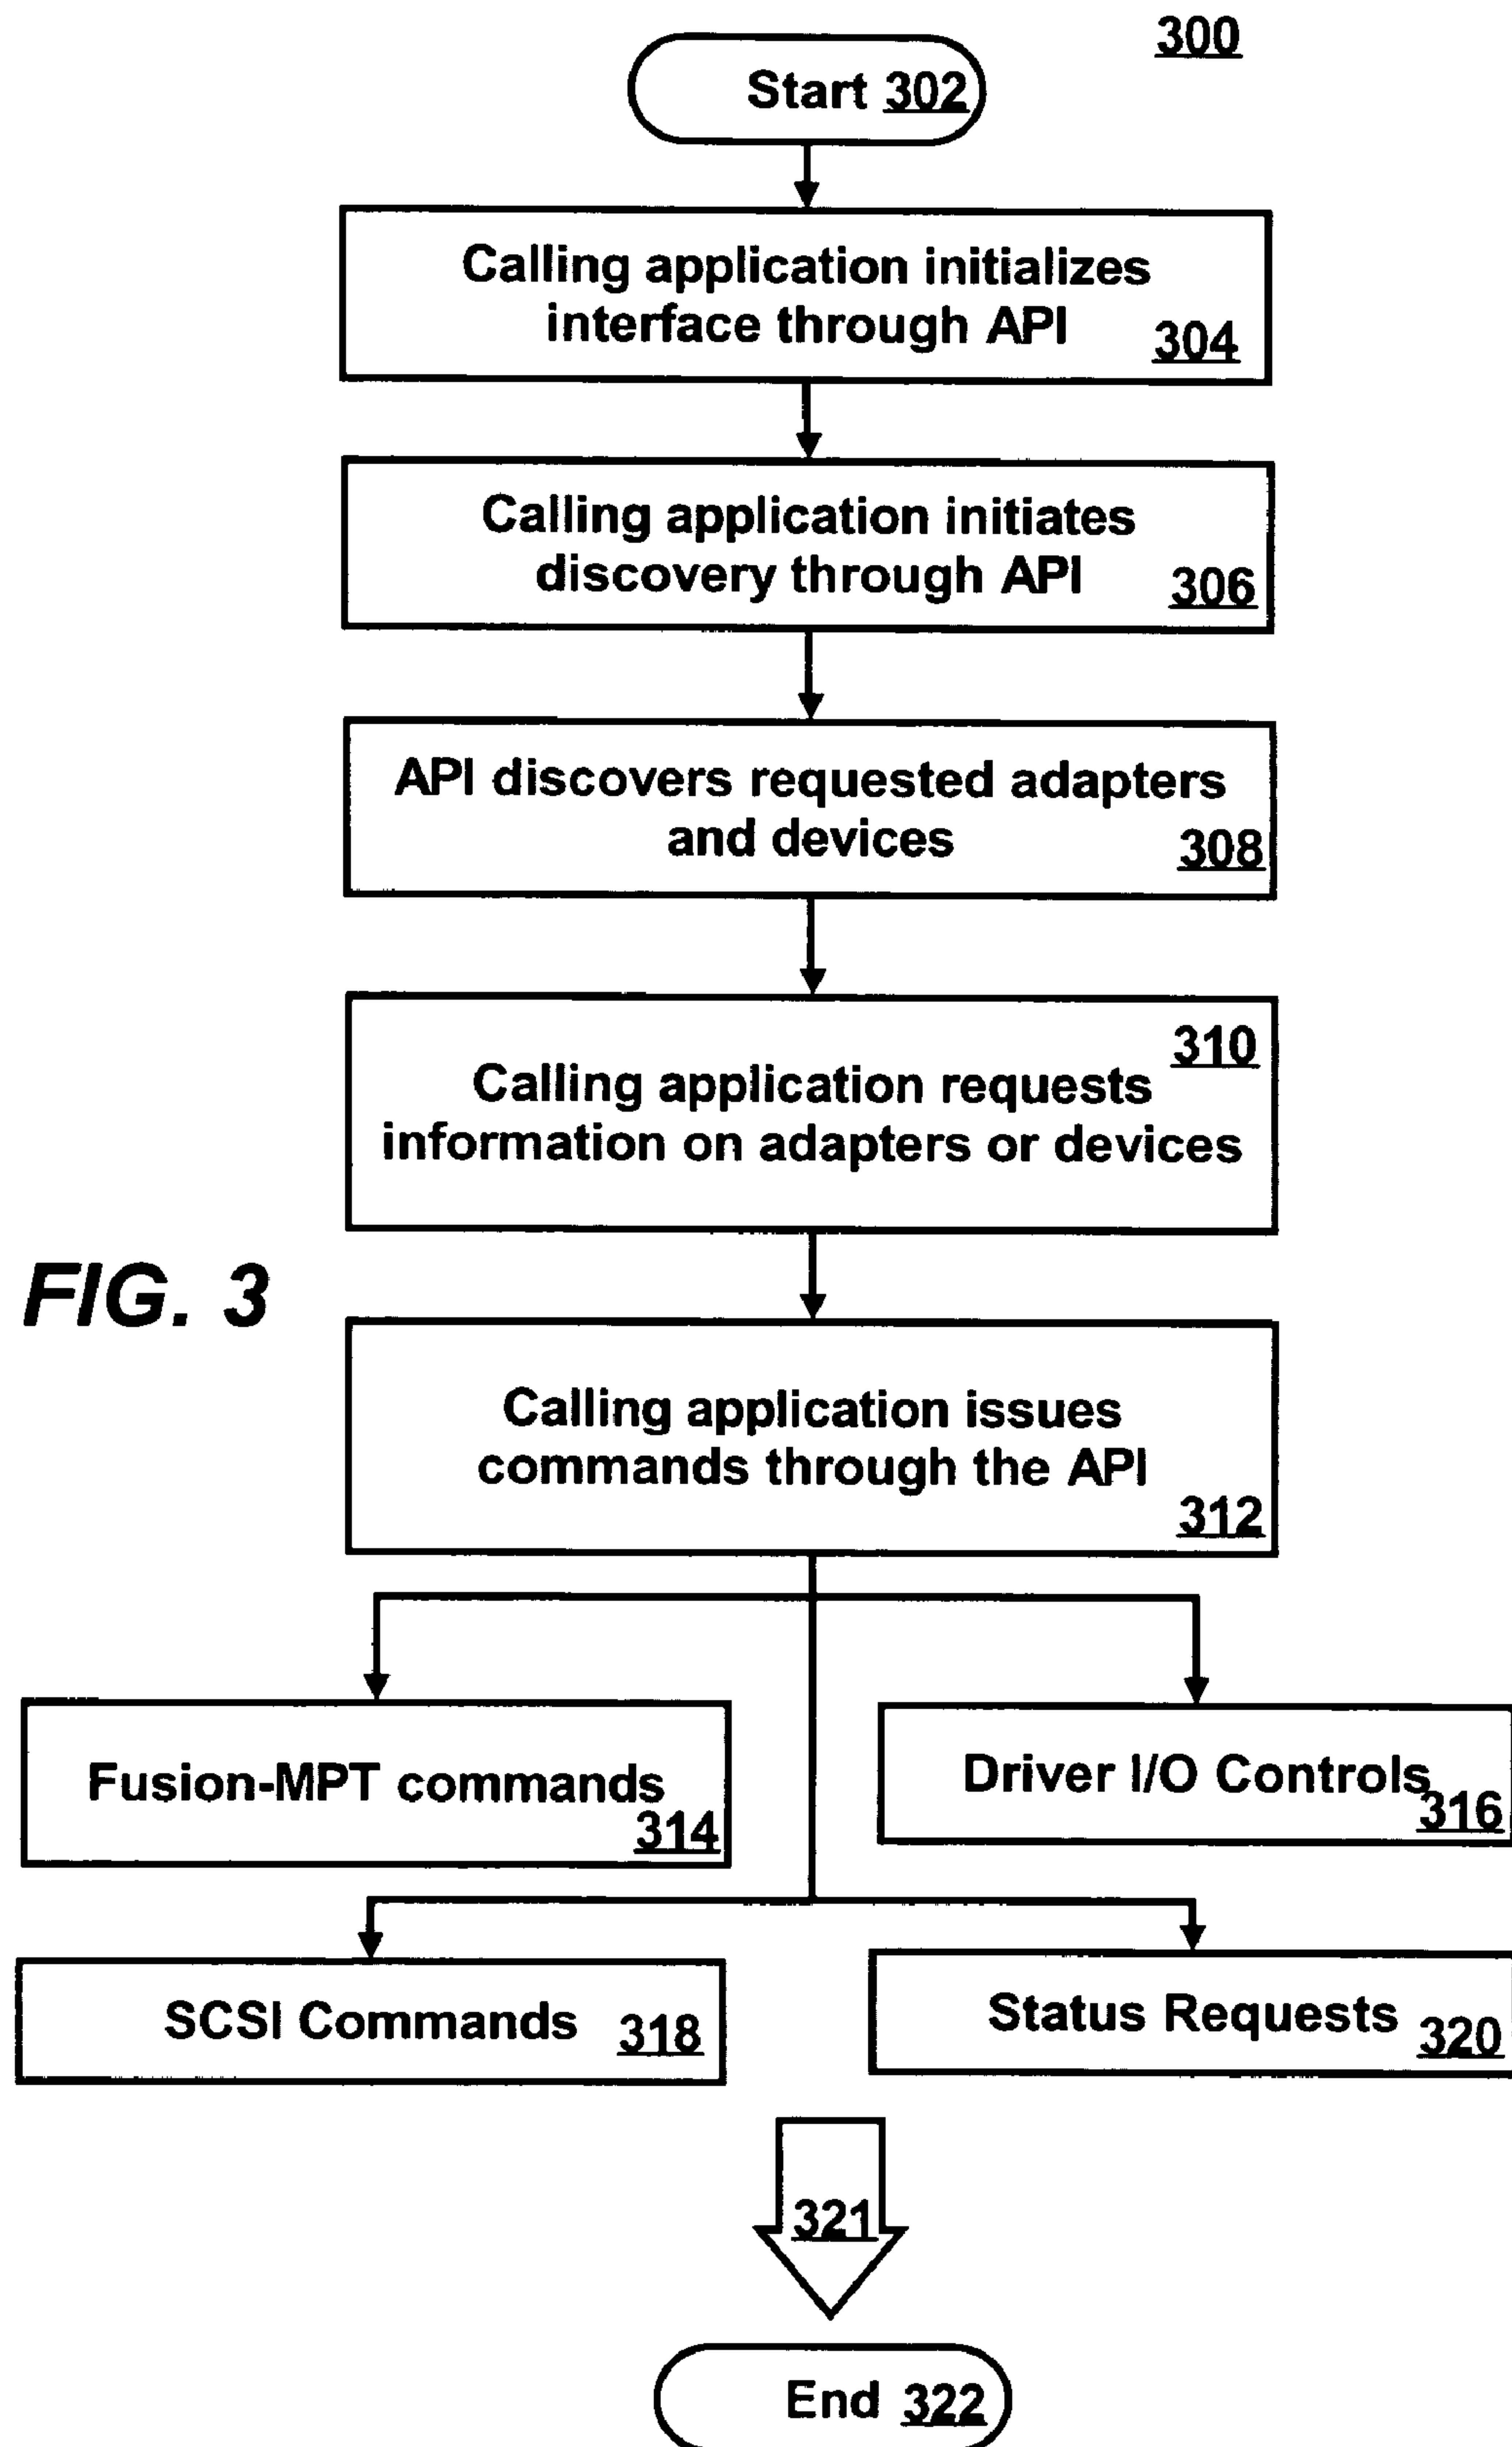 300
Start 302
Calling application initializes
interface through API 304
Calling application initiates
discovery through API 306
API discovers requested adapters
and devices 308
310
Calling application requests
information on adapters or devices
FIG. 3
Calling application issues
commands through the API
312
Fusion-MPT commands
314
Driver I/O Controls
316
SCSI Commands 318
Status Requests 320
321
End 322